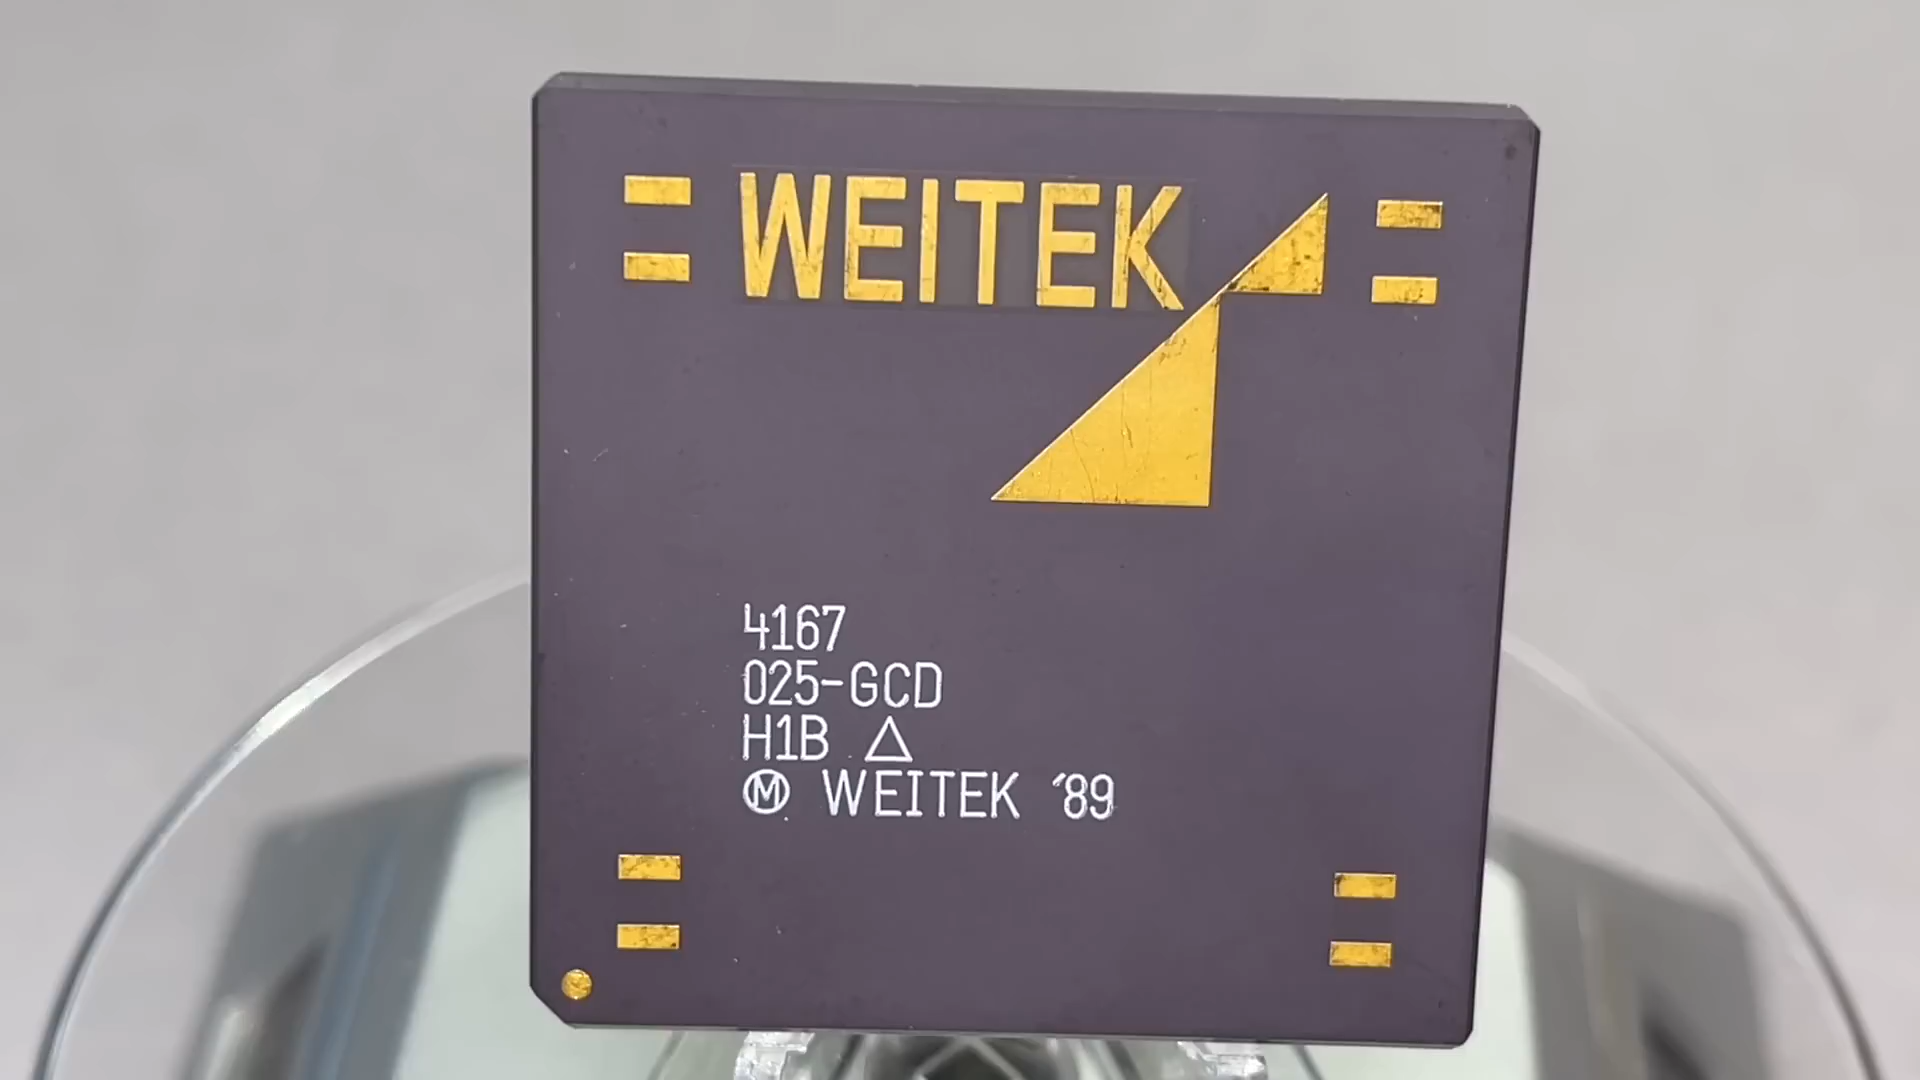 WEITEK
4167
025-GCD
H1B △
Ⓜ WEITEK '89